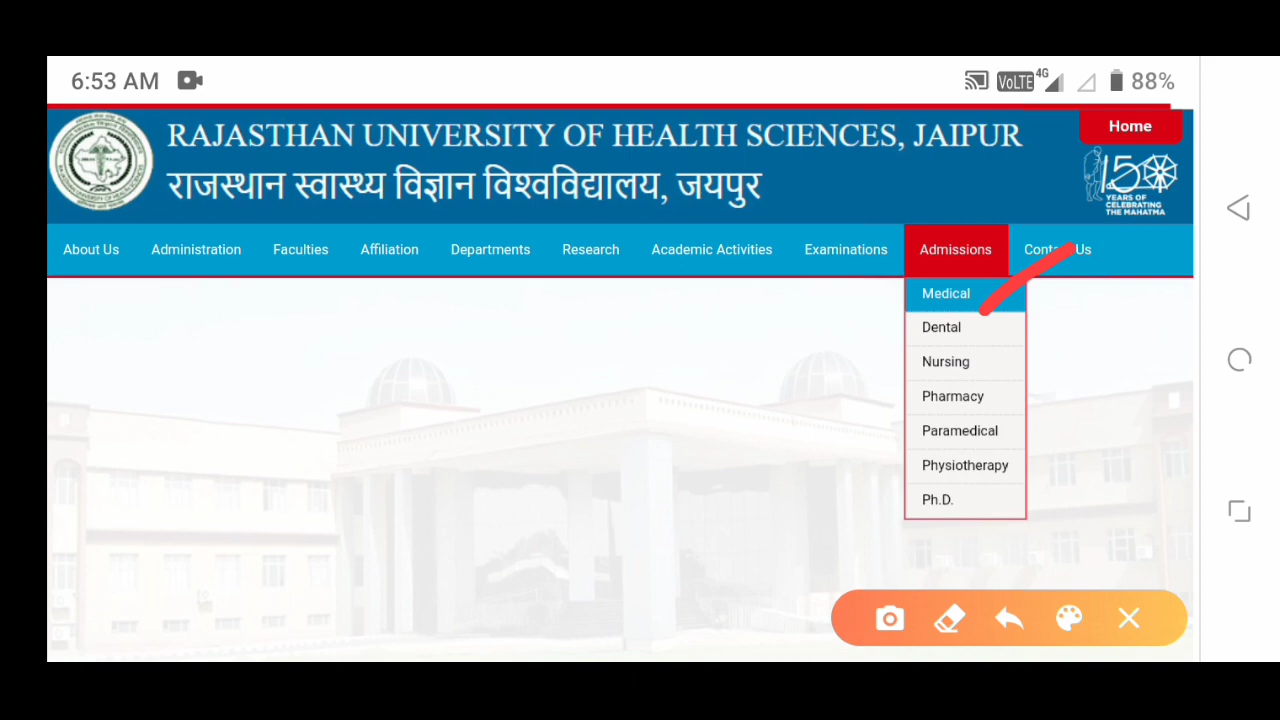 6:53 AM
VoLTE 4G 88%
RAJASTHAN UNIVERSITY OF HEALTH SCIENCES, JAIPUR
राजस्थान स्वास्थ्य विज्ञान विश्वविद्यालय, जयपुर
Home
150
YEARS OF
CELEBRATING
THE MAHATMA
About Us Administration Faculties Affiliation Departments Research Academic Activities Examinations Admissions Contact Us
Medical
Dental
Nursing
Pharmacy
Paramedical
Physiotherapy
Ph.D.